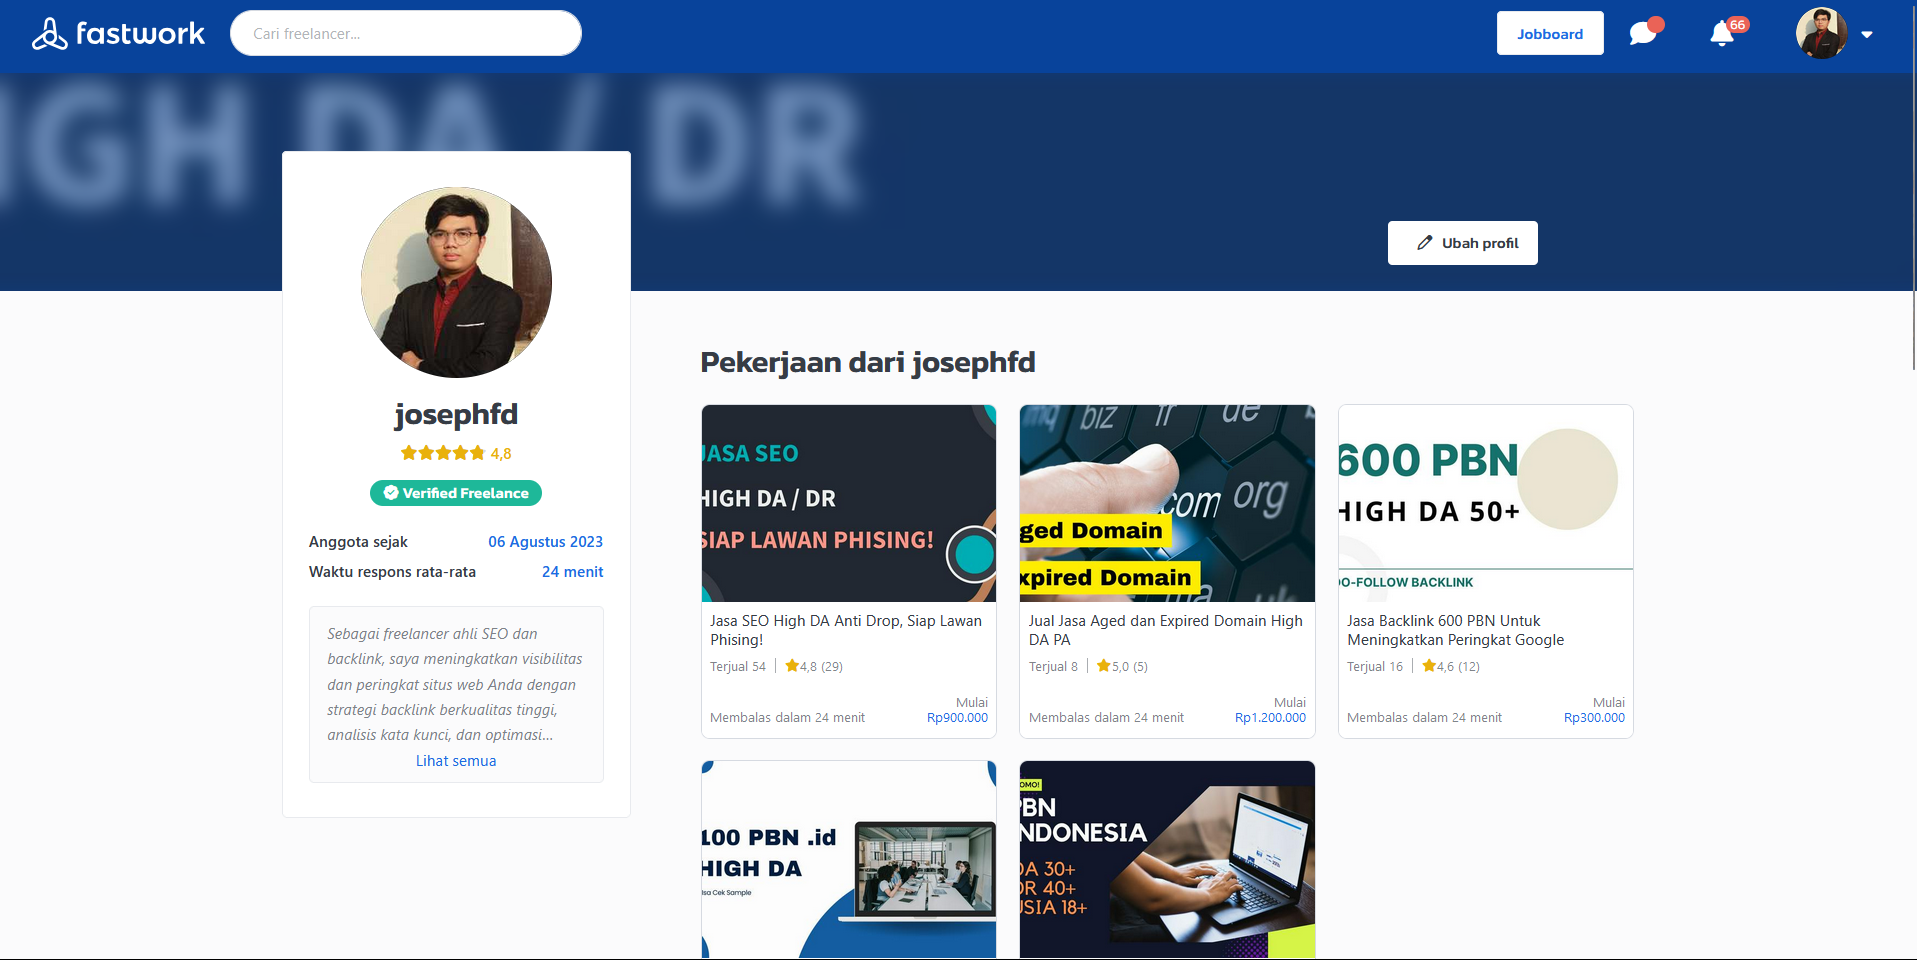 fastwork
Cari freelancer...
Jobboard
66
IGH DA / DR
Ubah profil
josephfd
4,8
Verified Freelance
Anggota sejak 06 Agustus 2023
Waktu respons rata-rata 24 menit
Sebagai freelancer ahli SEO dan
backlink, saya meningkatkan visibilitas
dan peringkat situs web Anda dengan
strategi backlink berkualitas tinggi,
analisis kata kunci, dan optimasi...
Lihat semua
Pekerjaan dari josephfd
JASA SEO
HIGH DA / DR
SIAP LAWAN PHISING!
Jasa SEO High DA Anti Drop, Siap Lawan
Phising!
Terjual 54 | 4,8 (29)
Mulai
Membalas dalam 24 menit Rp900.000
biz fr de
com org
ged Domain
xpired Domain
Jual Jasa Aged dan Expired Domain High
DA PA
Terjual 8 | 5,0 (5)
Mulai
Membalas dalam 24 menit Rp1.200.000
600 PBN
HIGH DA 50+
DO-FOLLOW BACKLINK
Jasa Backlink 600 PBN Untuk
Meningkatkan Peringkat Google
Terjual 16 | 4,6 (12)
Mulai
Membalas dalam 24 menit Rp300.000
100 PBN .id
HIGH DA
isa Cek Sample
OMO!
PBN
INDONESIA
DA 30+
DR 40+
USIA 18+